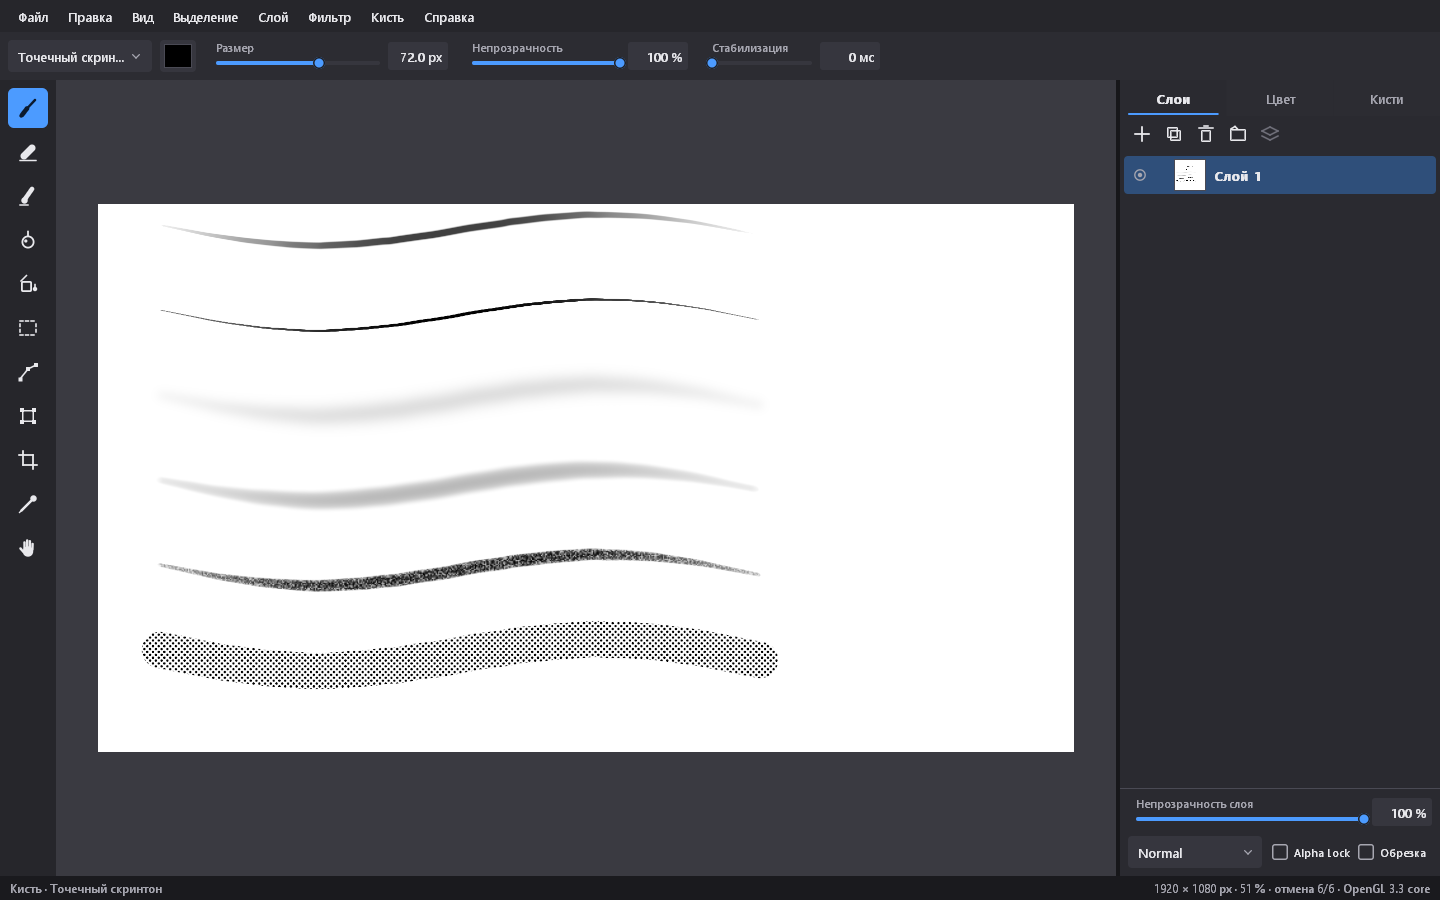 Файл Правка Вид Выделение Слой Фильтр Кисть Справка
Точечный скрин... Размер 72.0 px Непрозрачность 100 % Стабилизация 0 мс
Слои Цвет Кисти
Слой 1
Непрозрачность слоя 100 %
Normal Alpha Lock Обрезка
Кисть · Точечный скринтон 1920 × 1080 px · 51 % · отмена 6/6 · OpenGL 3.3 core